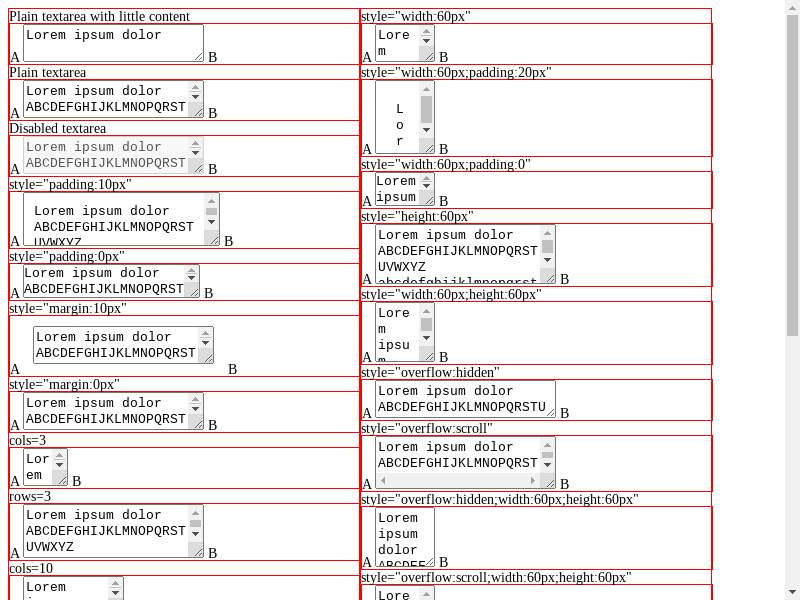 Plain textarea with little content
Lorem ipsum dolor
A B
Plain textarea
Lorem ipsum dolor
ABCDEFGHIJKLMNOPQRST
A B
Disabled textarea
Lorem ipsum dolor
ABCDEFGHIJKLMNOPQRST
A B
style="padding:10px"
Lorem ipsum dolor
ABCDEFGHIJKLMNOPQRST
UVWXYZ
A B
style="padding:0px"
Lorem ipsum dolor
ABCDEFGHIJKLMNOPQRST
A B
style="margin:10px"
Lorem ipsum dolor
ABCDEFGHIJKLMNOPQRST
A B
style="margin:0px"
Lorem ipsum dolor
ABCDEFGHIJKLMNOPQRST
A B
cols=3
Lor
em
A B
rows=3
Lorem ipsum dolor
ABCDEFGHIJKLMNOPQRST
UVWXYZ
A B
cols=10
Lorem
style="width:60px"
Lore
m
A B
style="width:60px;padding:20px"
L
o
r
A B
style="width:60px;padding:0"
Lorem
ipsum
A B
style="height:60px"
Lorem ipsum dolor
ABCDEFGHIJKLMNOPQRST
UVWXYZ
abcdefghijklmnopqrst
A B
style="width:60px;height:60px"
Lore
m
ipsu
m
A B
style="overflow:hidden"
Lorem ipsum dolor
ABCDEFGHIJKLMNOPQRSTU
A B
style="overflow:scroll"
Lorem ipsum dolor
ABCDEFGHIJKLMNOPQRST
A B
style="overflow:hidden;width:60px;height:60px"
Lorem
ipsum
dolor
ABCDEF
A B
style="overflow:scroll;width:60px;height:60px"
Lore